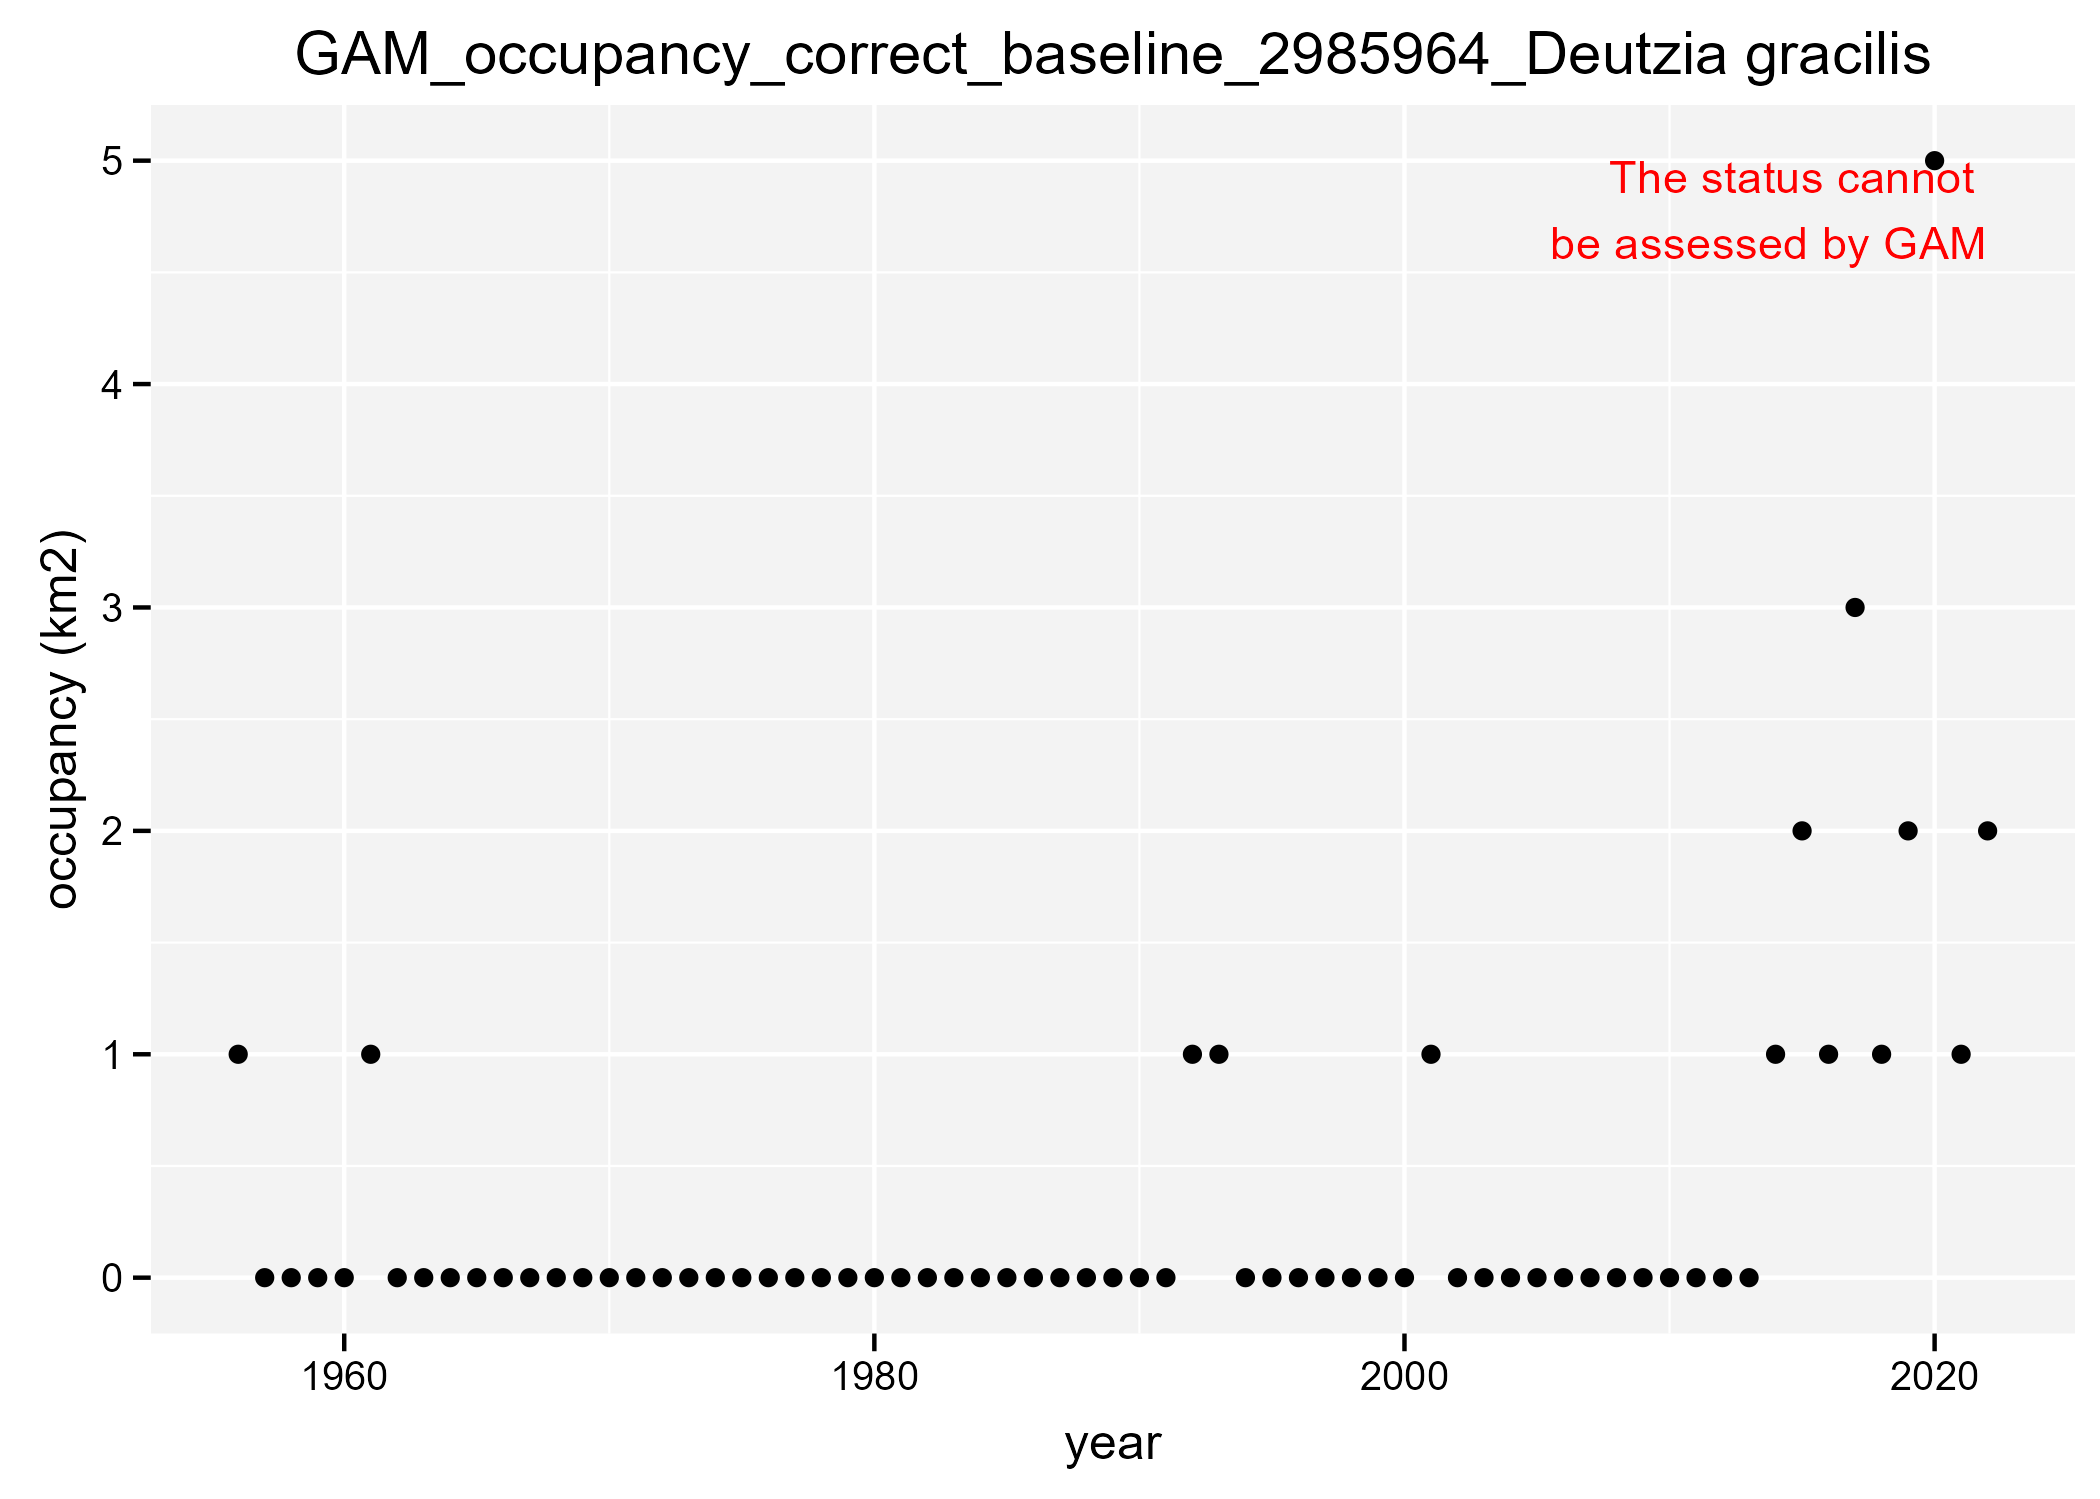 GAM_occupancy_correct_baseline_2985964_Deutzia gracilis
5
The status cannot
be assessed by GAM
4
3
2
1
0
occupancy (km2)
1960
1980
2000
2020
year